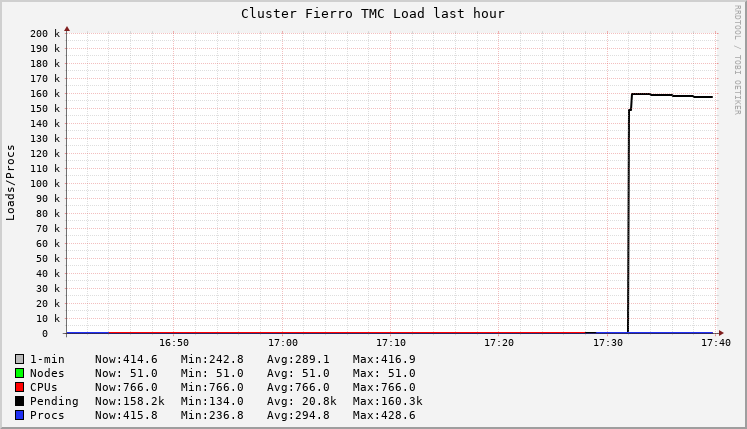 Cluster Fierro TMC Load last hour
RRDTOOL / TOBI OETIKER
Loads/Procs
200 k
190 k
180 k
170 k
160 k
150 k
140 k
130 k
120 k
110 k
100 k
90 k
80 k
70 k
60 k
50 k
40 k
30 k
20 k
10 k
0
16:50 17:00 17:10 17:20 17:30 17:40
1-min Now:414.6 Min:242.8 Avg:289.1 Max:416.9
Nodes Now: 51.0 Min: 51.0 Avg: 51.0 Max: 51.0
CPUs Now:766.0 Min:766.0 Avg:766.0 Max:766.0
Pending Now:158.2k Min:134.0 Avg: 20.8k Max:160.3k
Procs Now:415.8 Min:236.8 Avg:294.8 Max:428.6